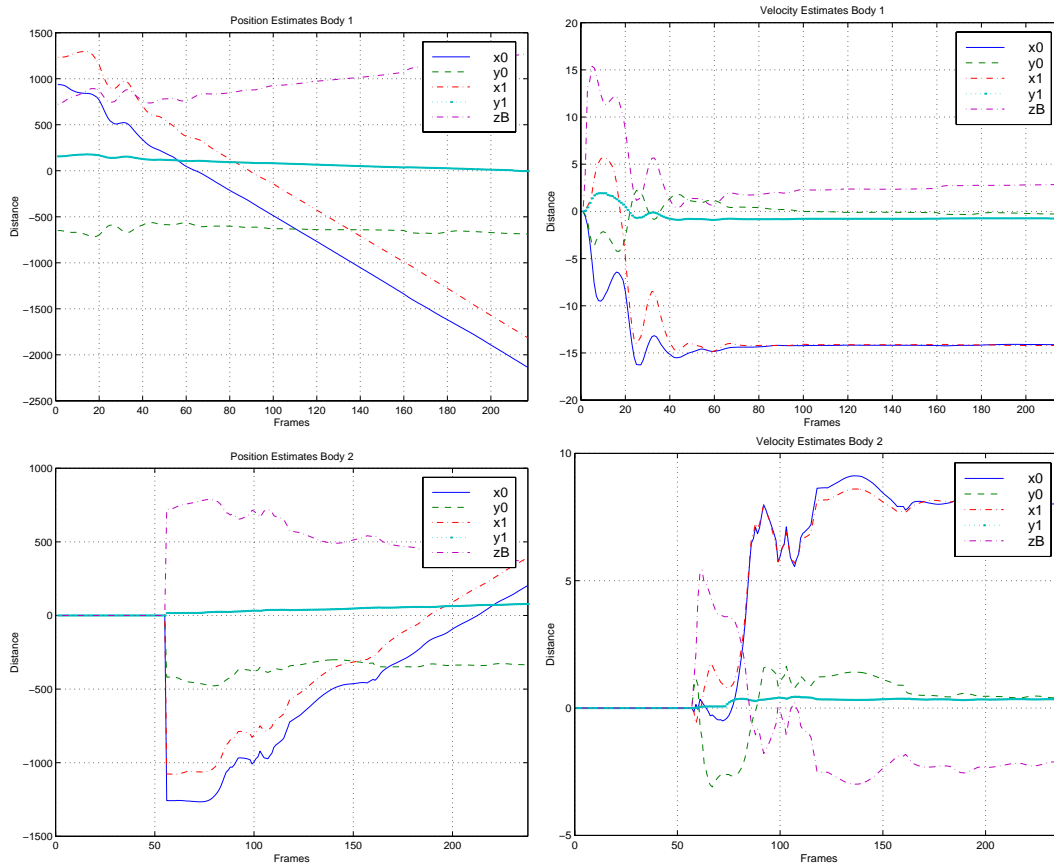 Position Estimates Body 1
1500
1000
500
0
−500
−1000
−1500
−2000
−2500
Distance
0 20 40 60 80 100 120 140 160 180 200
Frames
x0
y0
x1
y1
zB
Velocity Estimates Body 1
20
15
10
5
0
−5
−10
−15
−20
Distance
0 20 40 60 80 100 120 140 160 180 200
Frames
x0
y0
x1
y1
zB
Position Estimates Body 2
1000
500
0
−500
−1000
−1500
Distance
0 50 100 150 200
Frames
x0
y0
x1
y1
zB
Velocity Estimates Body 2
10
5
0
−5
Distance
0 50 100 150 200
Frames
x0
y0
x1
y1
zB